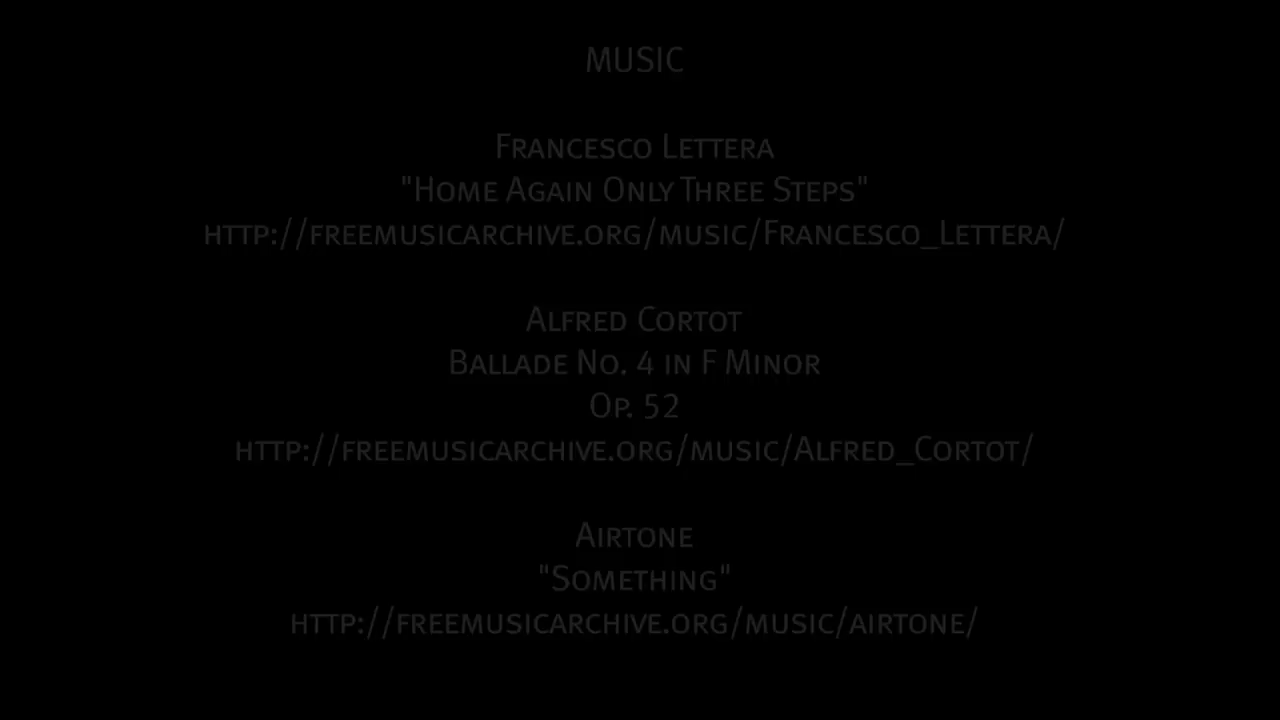 MUSIC
Francesco Lettera
"Home Again Only Three Steps"
http://freemusicarchive.org/music/Francesco_Lettera/
Alfred Cortot
Ballade No. 4 in F Minor
Op. 52
http://freemusicarchive.org/music/Alfred_Cortot/
Airtone
"Something"
http://freemusicarchive.org/music/airtone/